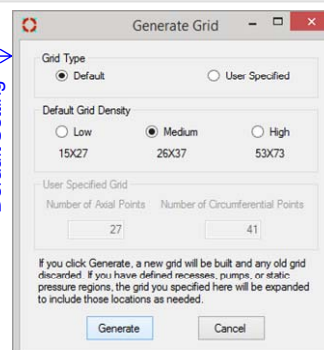 Generate Grid
Grid Type
Default User Specified
Default Grid Density
Low Medium High
15X27 26X37 53X73
User Specified Grid
Number of Axial Points Number of Circumferential Points
27 41
If you click Generate, a new grid will be built and any old grid
discarded. If you have defined recesses, pumps, or static
pressure regions, the grid you specified here will be expanded
to include those locations as needed.
Generate Cancel